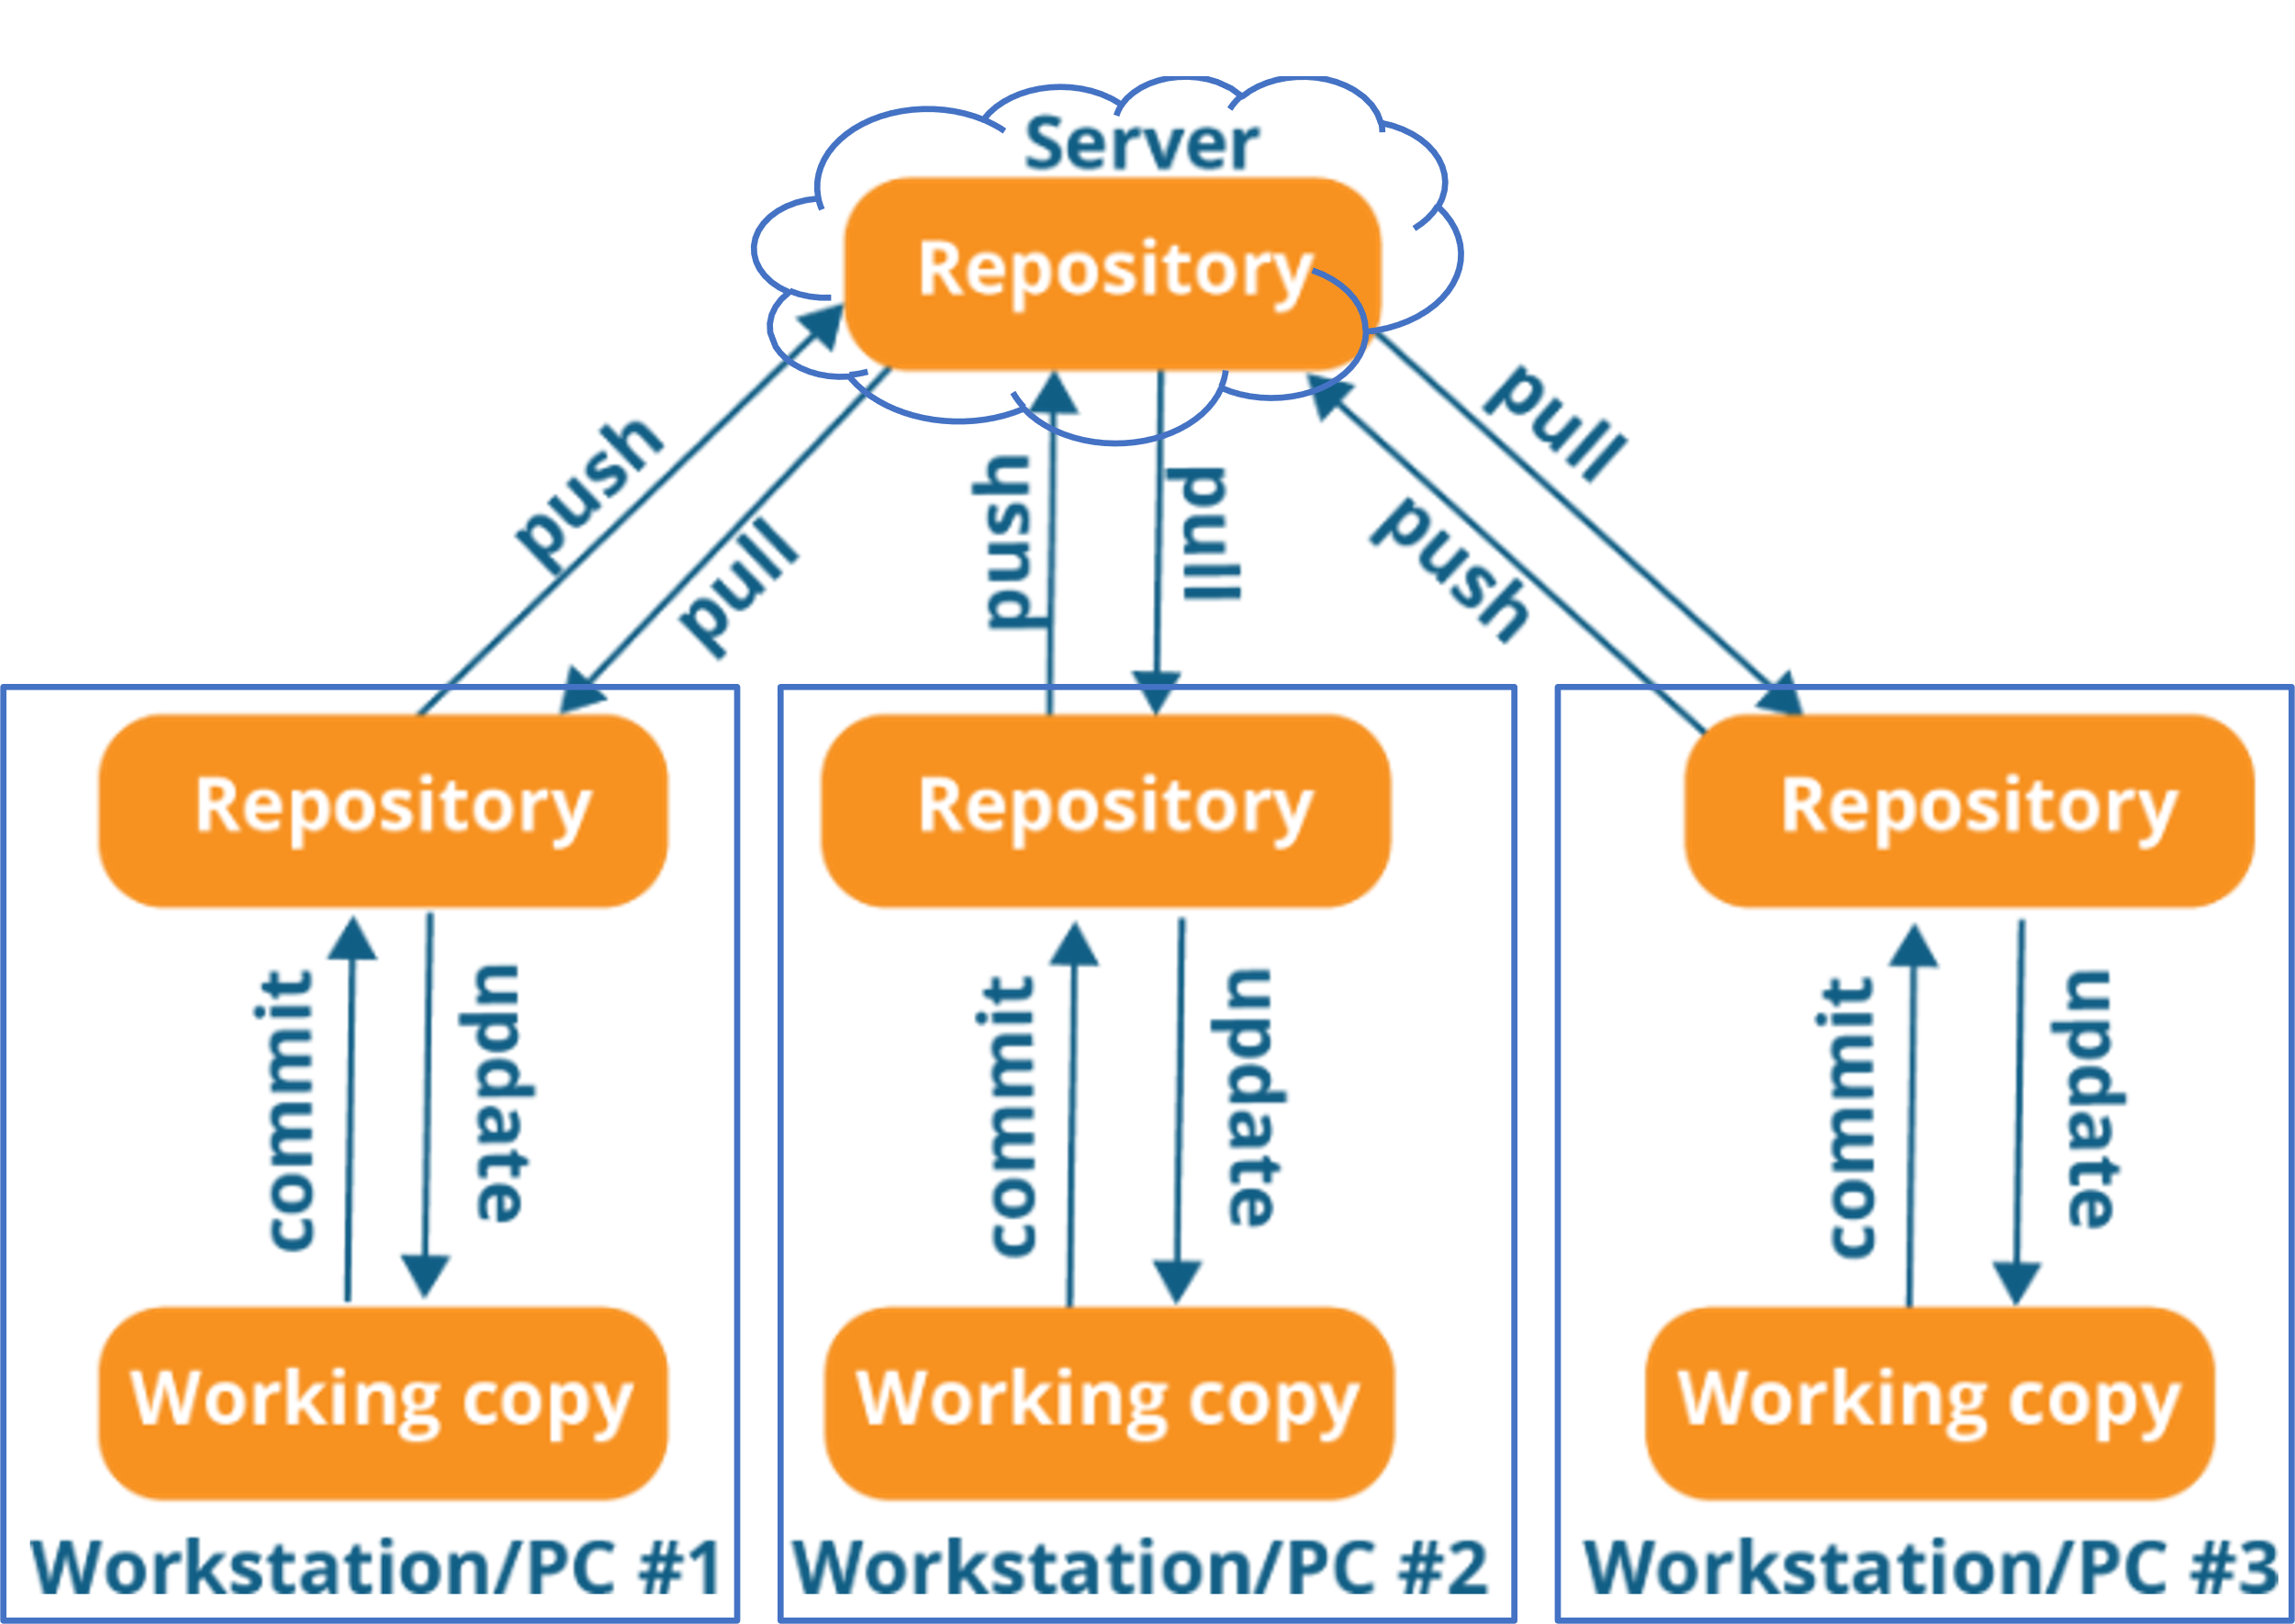 Server
Repository
push
pull
push
pull
pull
push
Repository
Repository
Repository
commit
update
commit
update
commit
update
Working copy
Working copy
Working copy
Workstation/PC #1
Workstation/PC #2
Workstation/PC #3